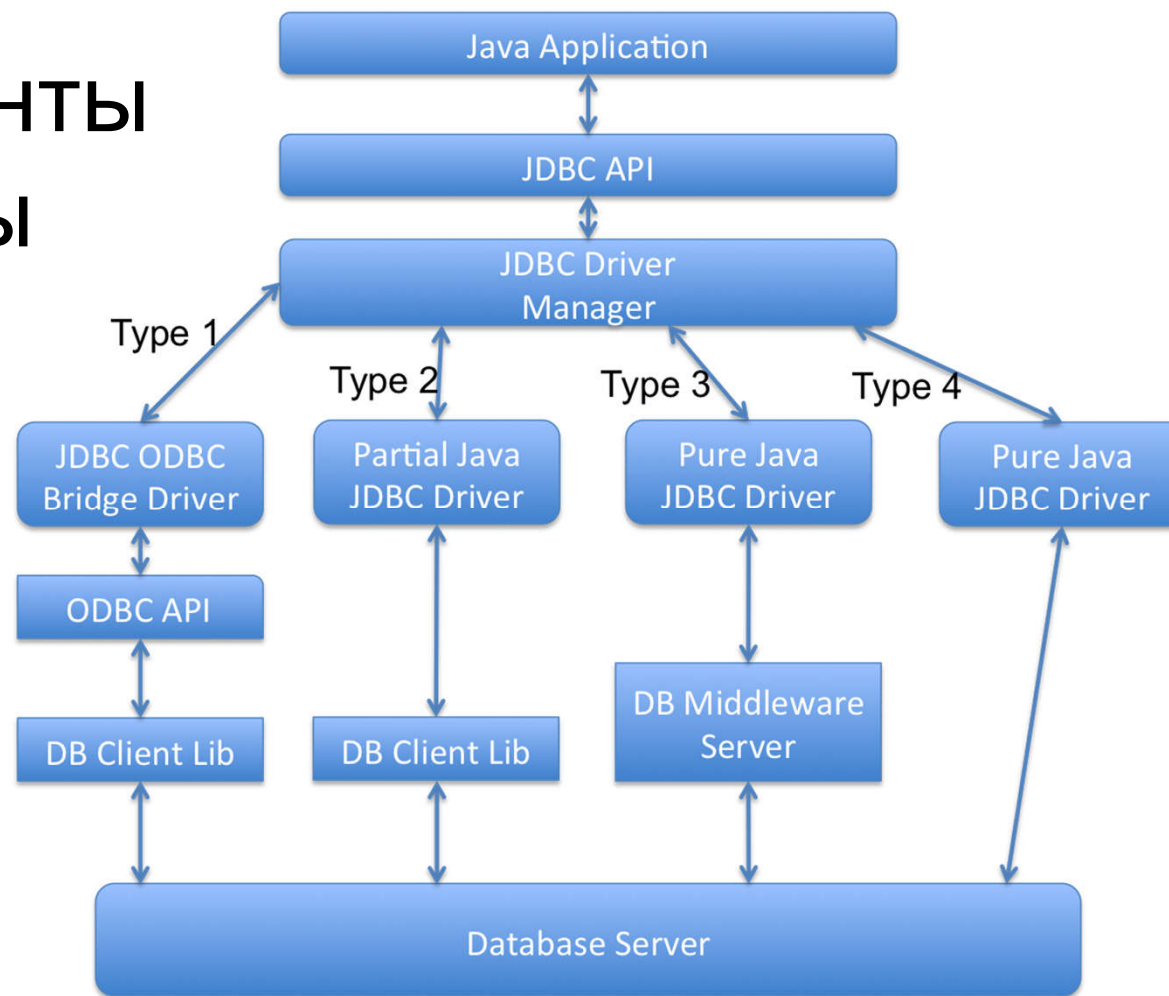 нты
ы
Java Application
JDBC API
JDBC Driver
Manager
Type 1
Type 2
Type 3
Type 4
JDBC ODBC
Bridge Driver
Partial Java
JDBC Driver
Pure Java
JDBC Driver
Pure Java
JDBC Driver
ODBC API
DB Client Lib
DB Client Lib
DB Middleware
Server
Database Server